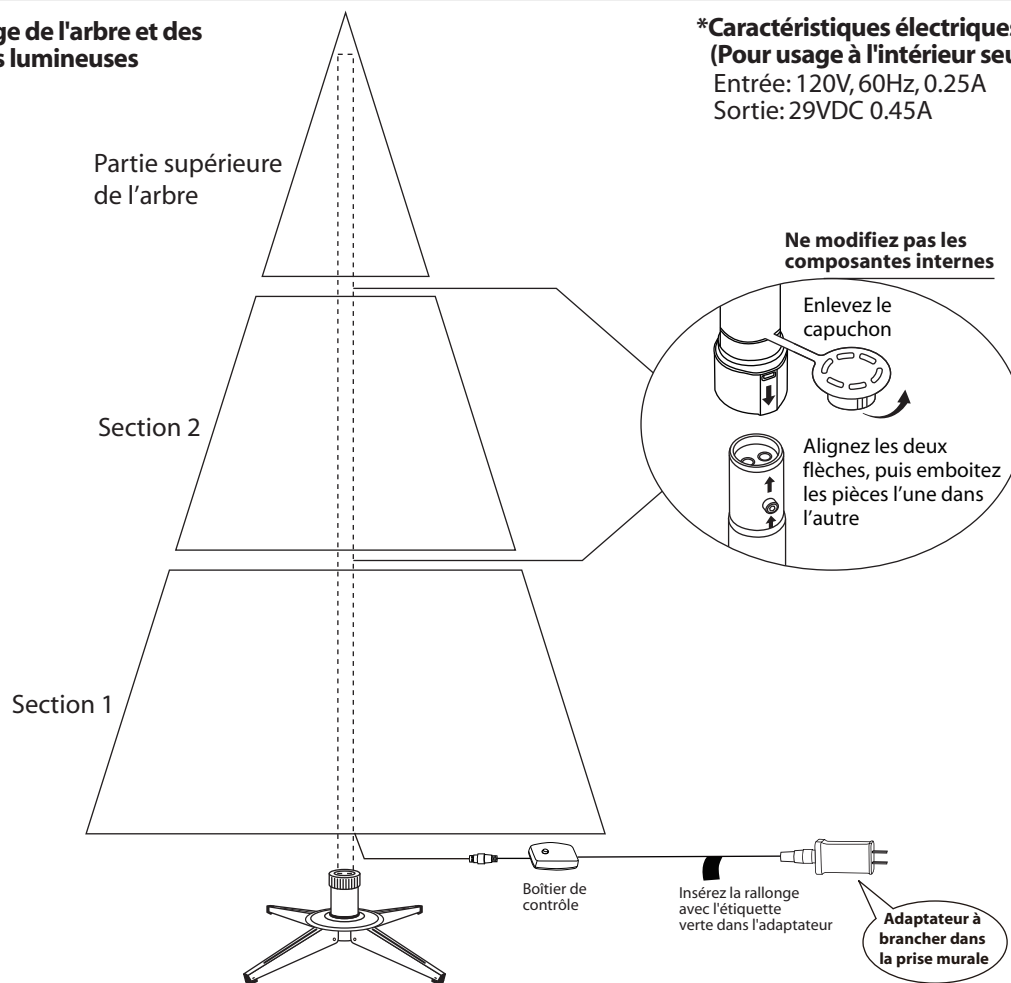 ge de l'arbre et des
s lumineuses
*Caractéristiques électriques
(Pour usage à l'intérieur seu
Entrée: 120V, 60Hz, 0.25A
Sortie: 29VDC 0.45A
Partie supérieure
de l’arbre
Ne modifiez pas les
composantes internes
Enlevez le
capuchon
Section 2
Alignez les deux
flèches, puis emboitez
les pièces l’une dans
l’autre
Section 1
Boîtier de
contrôle
Insérez la rallonge
avec l'étiquette
verte dans l'adaptateur
Adaptateur à
brancher dans
la prise murale